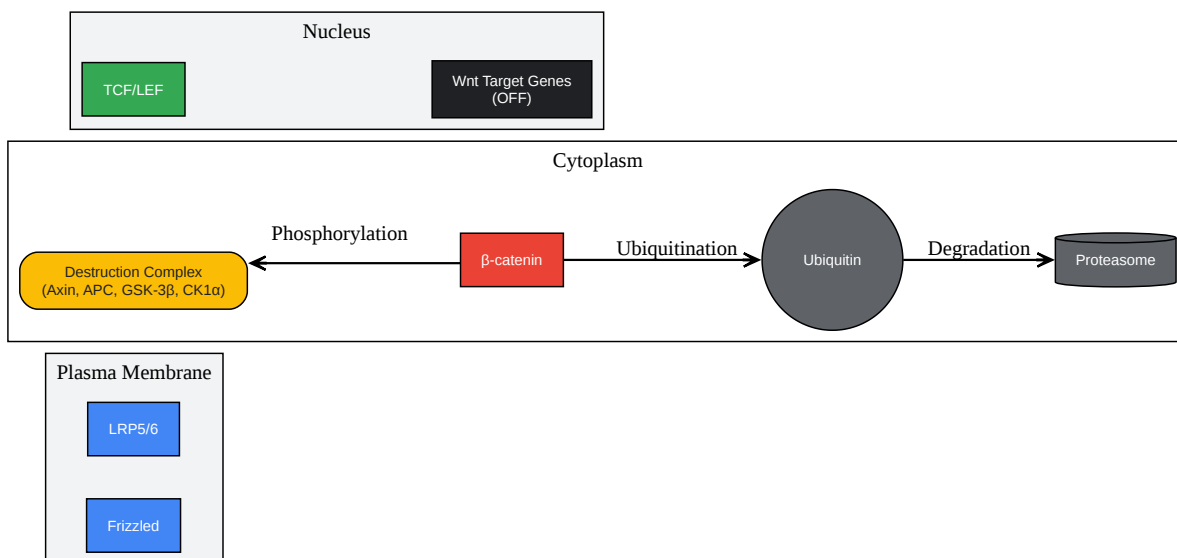 Nucleus
TCF/LEF
Wnt Target Genes
(OFF)
Cytoplasm
Phosphorylation
Destruction Complex
(Axin, APC, GSK-3β, CK1α)
β-catenin
Ubiquitination
Ubiquitin
Degradation
Proteasome
Plasma Membrane
LRP5/6
Frizzled